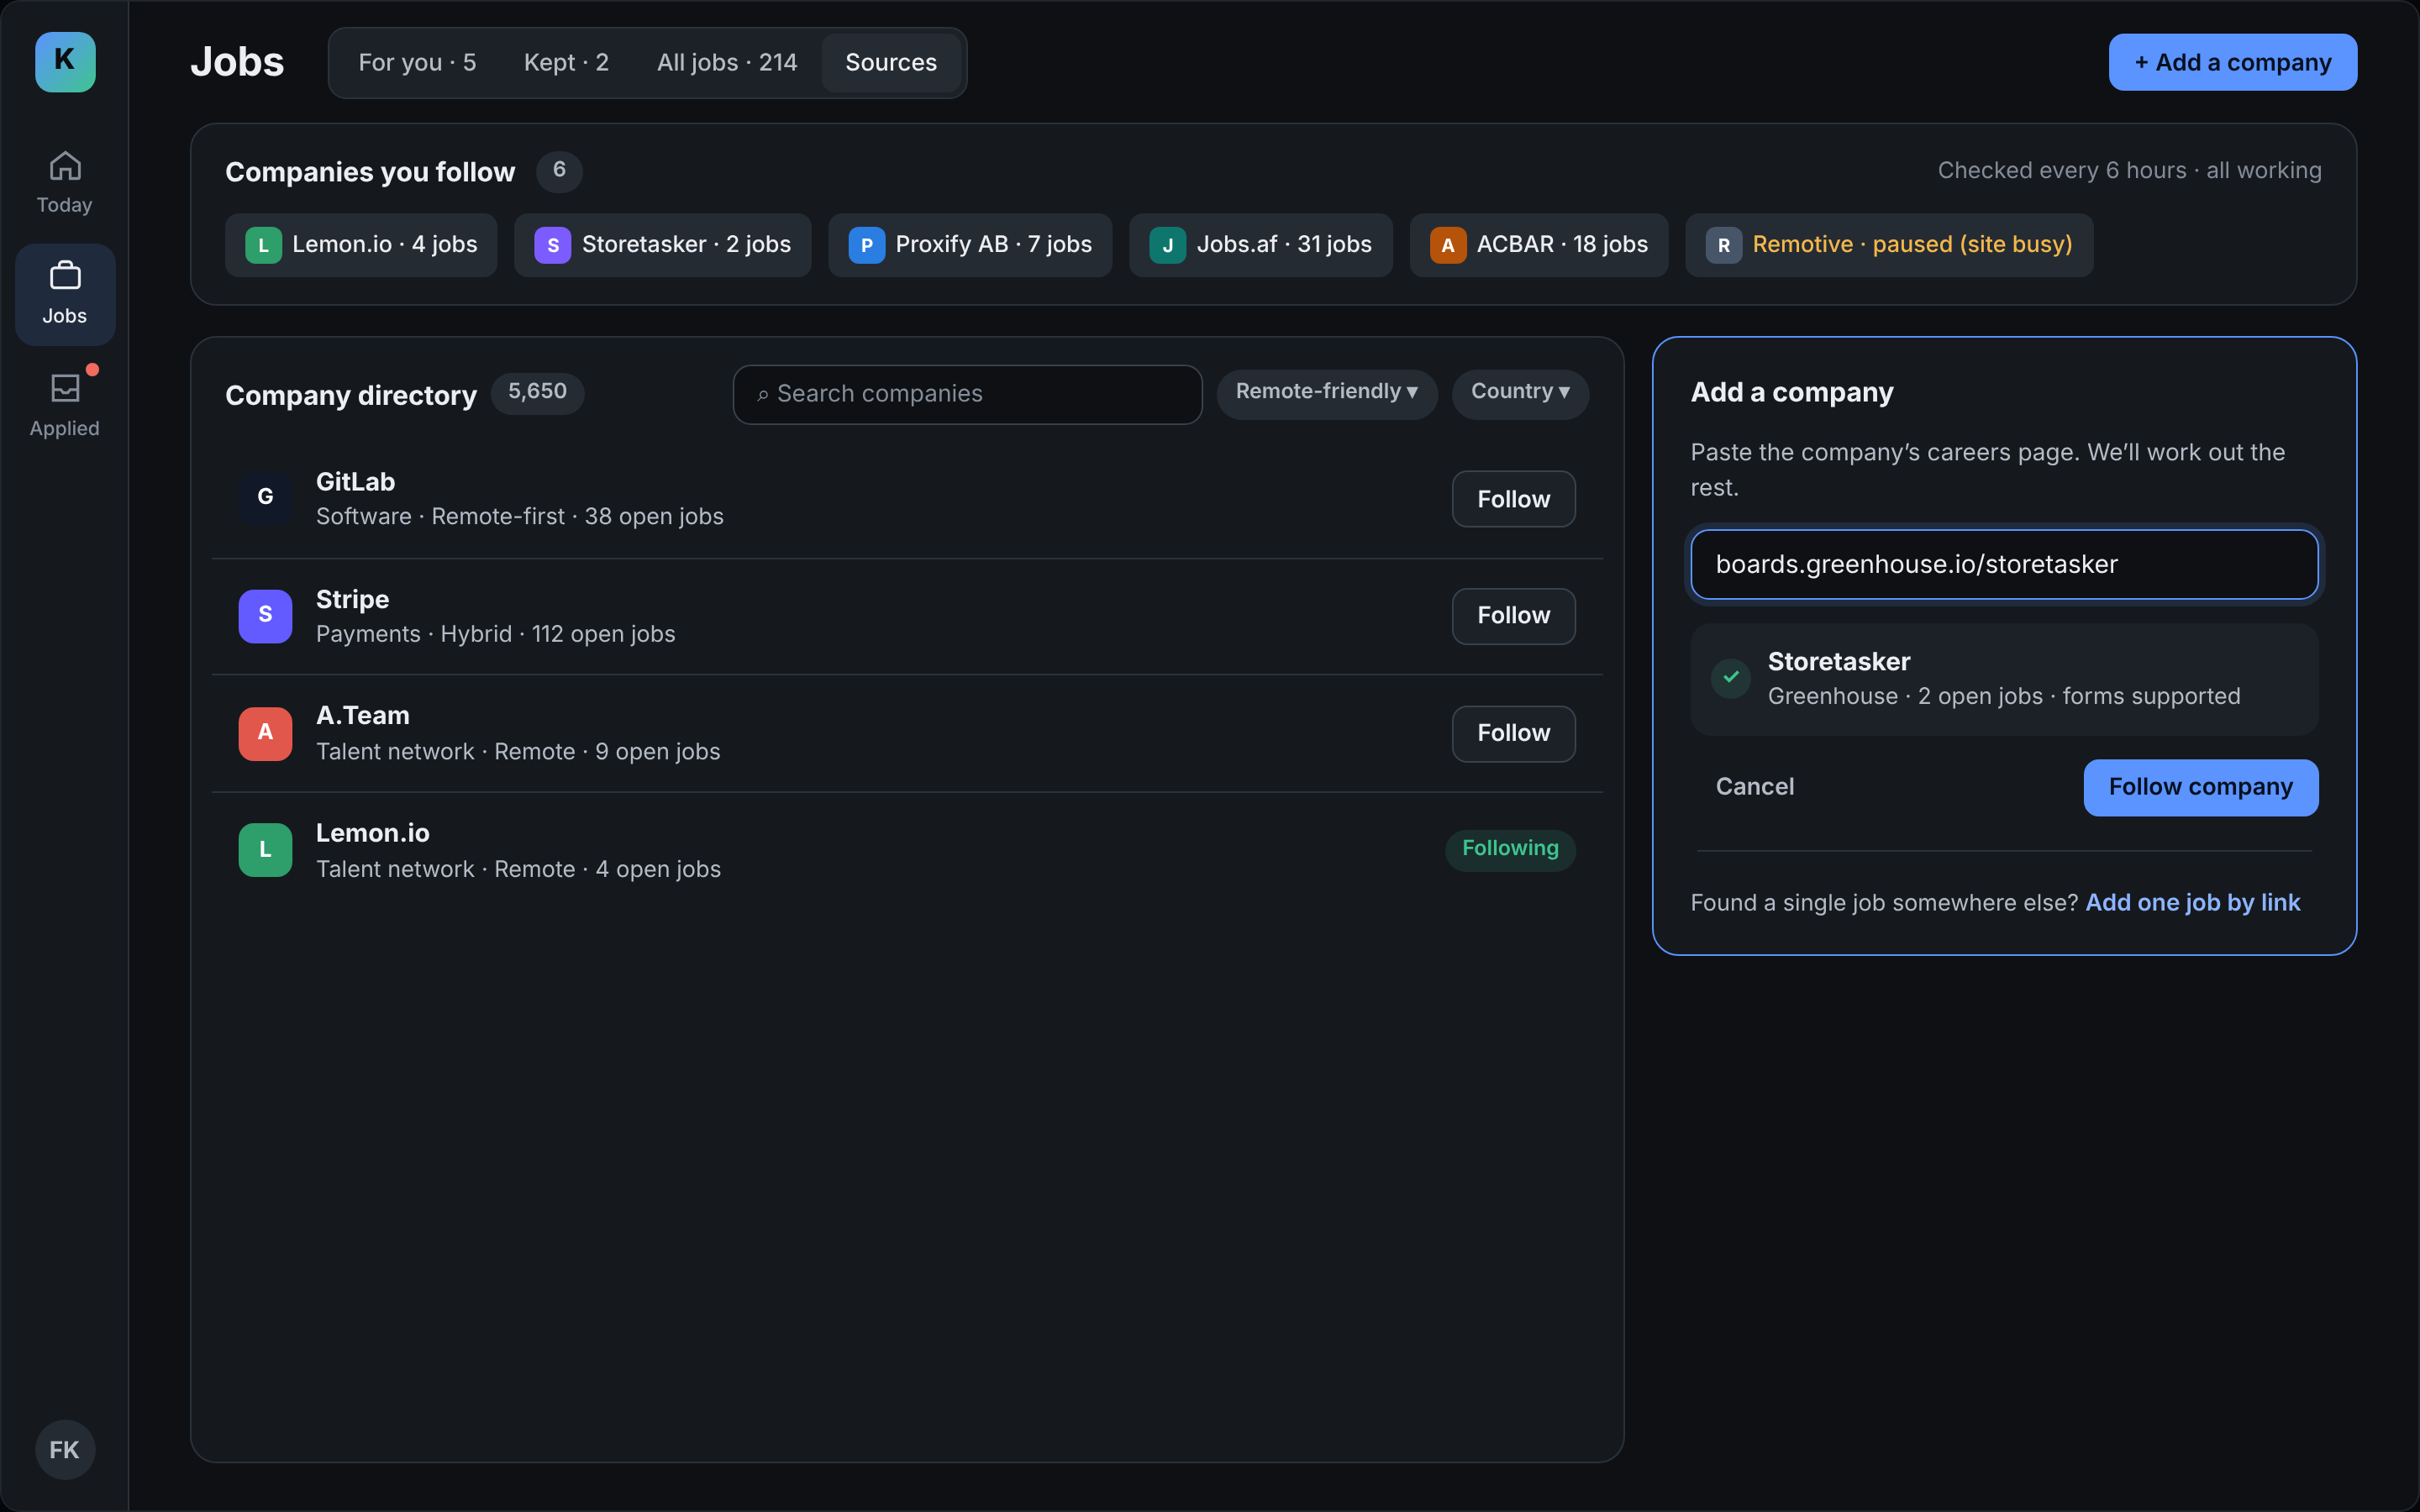 K
Today
Jobs
Applied
FK
Jobs
For you · 5
Kept · 2
All jobs · 214
Sources
+ Add a company
Companies you follow 6
Checked every 6 hours · all working
L Lemon.io · 4 jobs
S Storetasker · 2 jobs
P Proxify AB · 7 jobs
J Jobs.af · 31 jobs
A ACBAR · 18 jobs
R Remotive · paused (site busy)
Company directory 5,650
⌕ Search companies
Remote-friendly ▾
Country ▾
G
GitLab
Software · Remote-first · 38 open jobs
Follow
S
Stripe
Payments · Hybrid · 112 open jobs
Follow
A
A.Team
Talent network · Remote · 9 open jobs
Follow
L
Lemon.io
Talent network · Remote · 4 open jobs
Following
Add a company
Paste the company’s careers page. We’ll work out the
rest.
boards.greenhouse.io/storetasker
✓
Storetasker
Greenhouse · 2 open jobs · forms supported
Cancel
Follow company
Found a single job somewhere else? Add one job by link